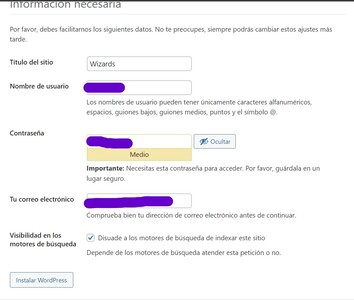 Información necesaria
Por favor, debes facilitarnos los siguientes datos. No te preocupes, siempre podrás cambiar estos ajustes más
tarde.
Título del sitio
Wizards
Nombre de usuario
Los nombres de usuario pueden tener únicamente caracteres alfanuméricos,
espacios, guiones bajos, guiones medios, puntos y el símbolo @.
Contraseña
Ocultar
Medio
Importante: Necesitas esta contraseña para acceder. Por favor, guárdala en un
lugar seguro.
Tu correo electrónico
Comprueba bien tu dirección de correo electrónico antes de continuar.
Visibilidad en los
motores de búsqueda
Disuade a los motores de búsqueda de indexar este sitio
Depende de los motores de búsqueda atender esta petición o no.
Instalar WordPress